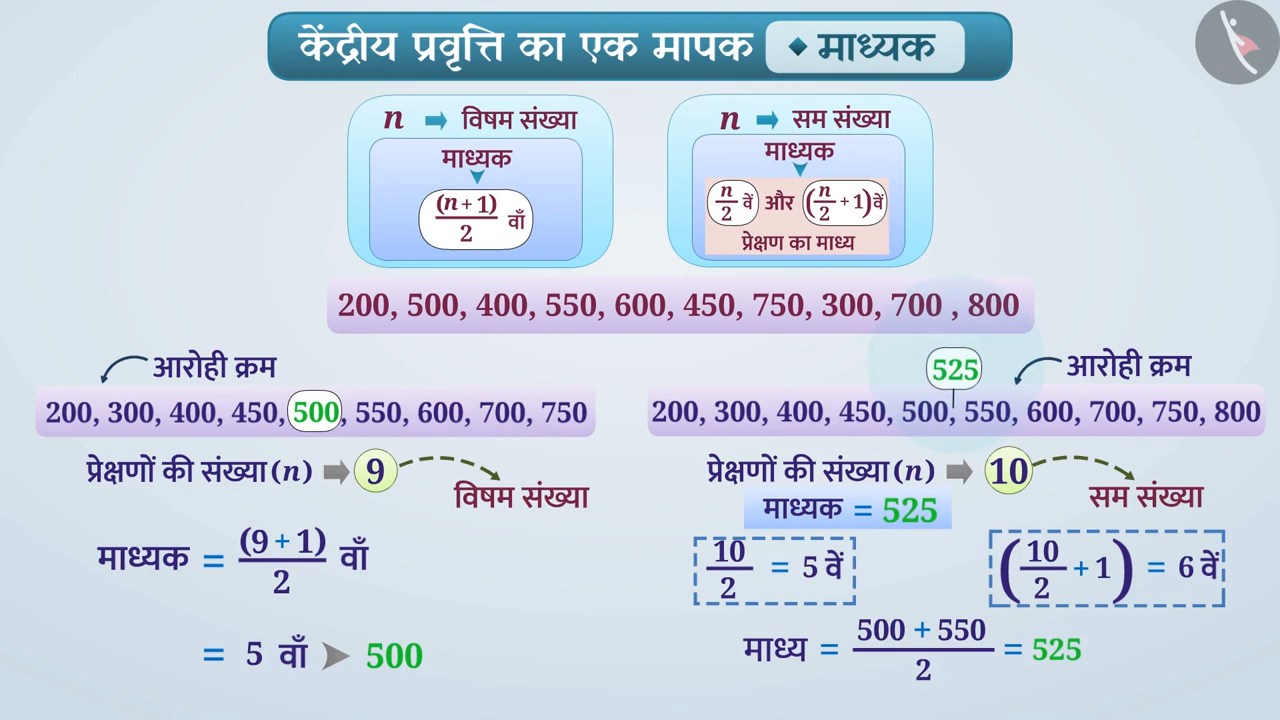 केंद्रीय प्रवृत्ति का एक मापक ◆ माध्यक
n ➡ विषम संख्या
माध्यक
(n + 1)/2 वाँ
n ➡ सम संख्या
माध्यक
n/2 वें और (n/2 + 1) वें
प्रेक्षण का माध्य
200, 500, 400, 550, 600, 450, 750, 300, 700 , 800
आरोही क्रम
200, 300, 400, 450, 500, 550, 600, 700, 750
प्रेक्षणों की संख्या (n) ➡ 9
विषम संख्या
माध्यक = (9 + 1)/2 वाँ
= 5 वाँ ➤ 500
आरोही क्रम
525
200, 300, 400, 450, 500, 550, 600, 700, 750, 800
प्रेक्षणों की संख्या (n) ➡ 10
सम संख्या
माध्यक = 525
10/2 = 5 वें
(10/2 + 1) = 6 वें
माध्य = (500 + 550)/2 = 525